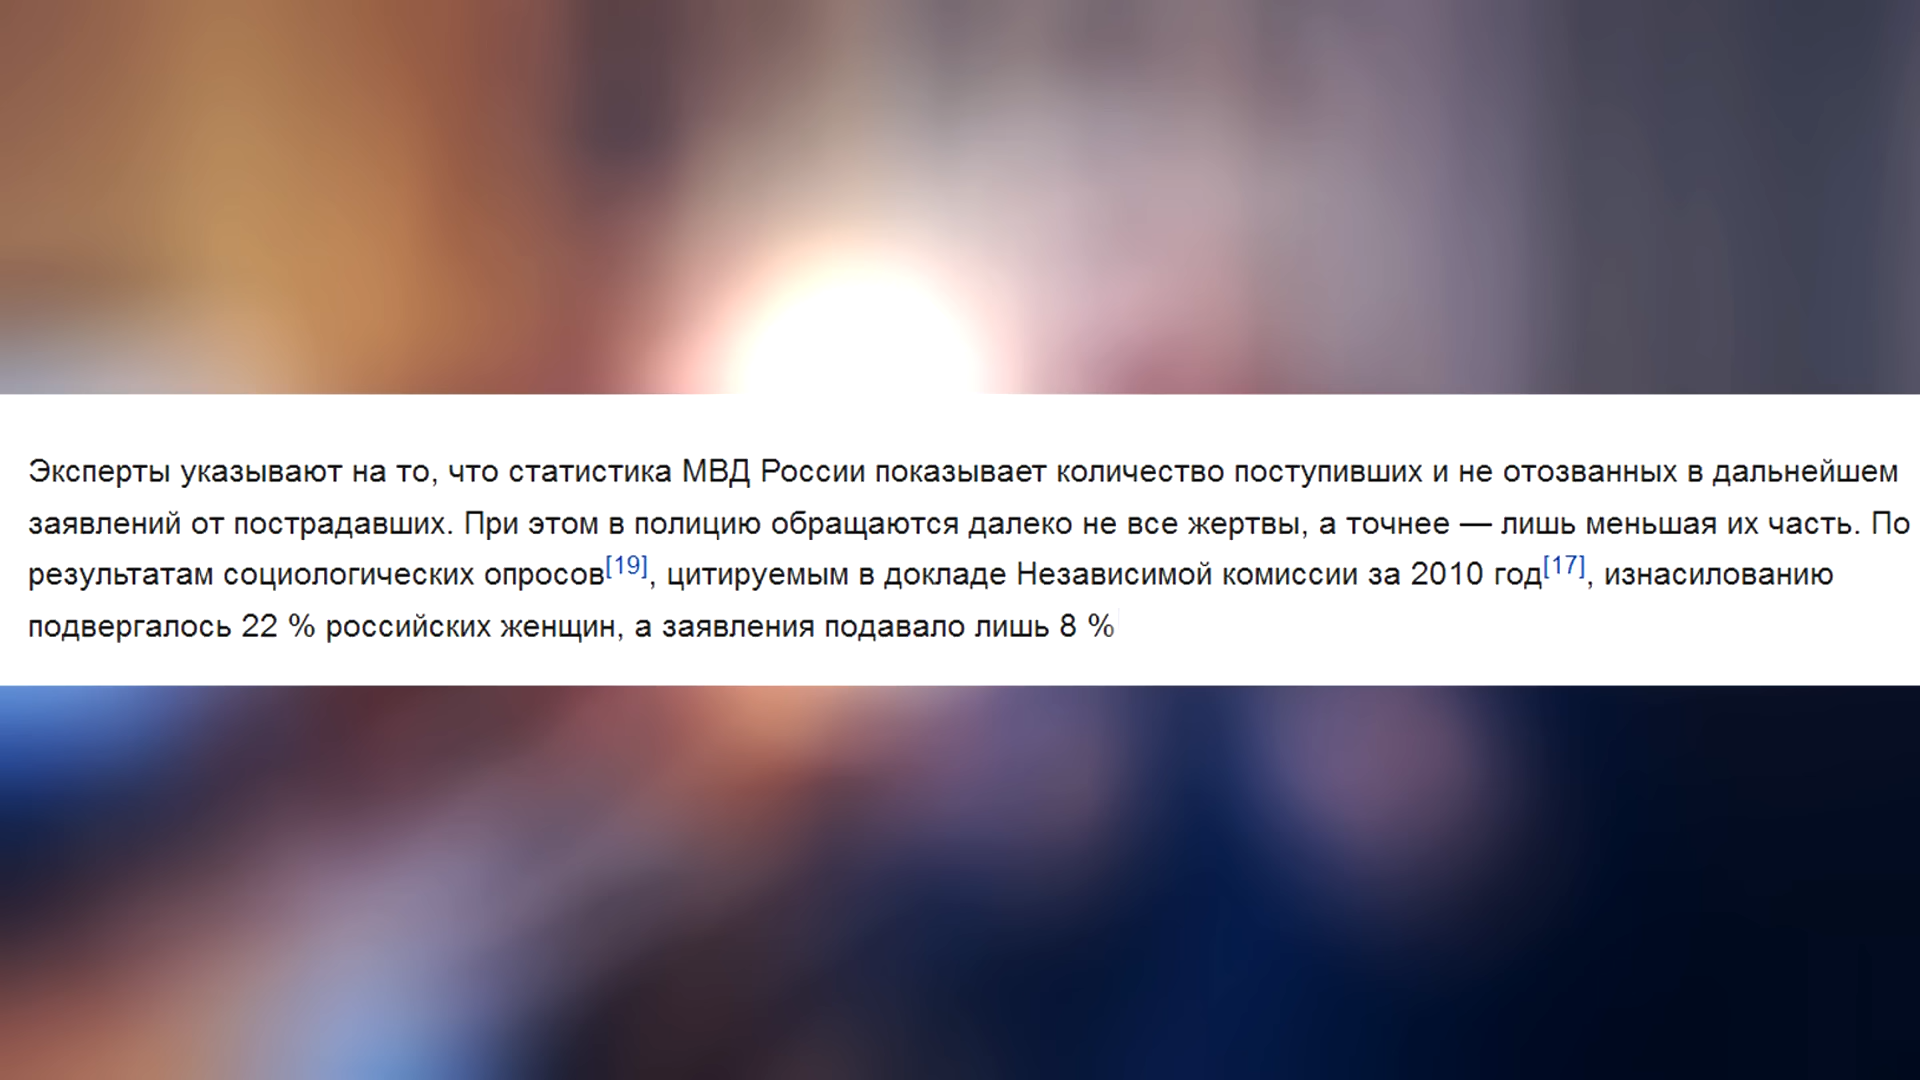 Эксперты указывают на то, что статистика МВД России показывает количество поступивших и не отозванных в дальнейшем
заявлений от пострадавших. При этом в полицию обращаются далеко не все жертвы, а точнее — лишь меньшая их часть. По
результатам социологических опросов[19], цитируемым в докладе Независимой комиссии за 2010 год[17], изнасилованию
подвергалось 22 % российских женщин, а заявления подавало лишь 8 %